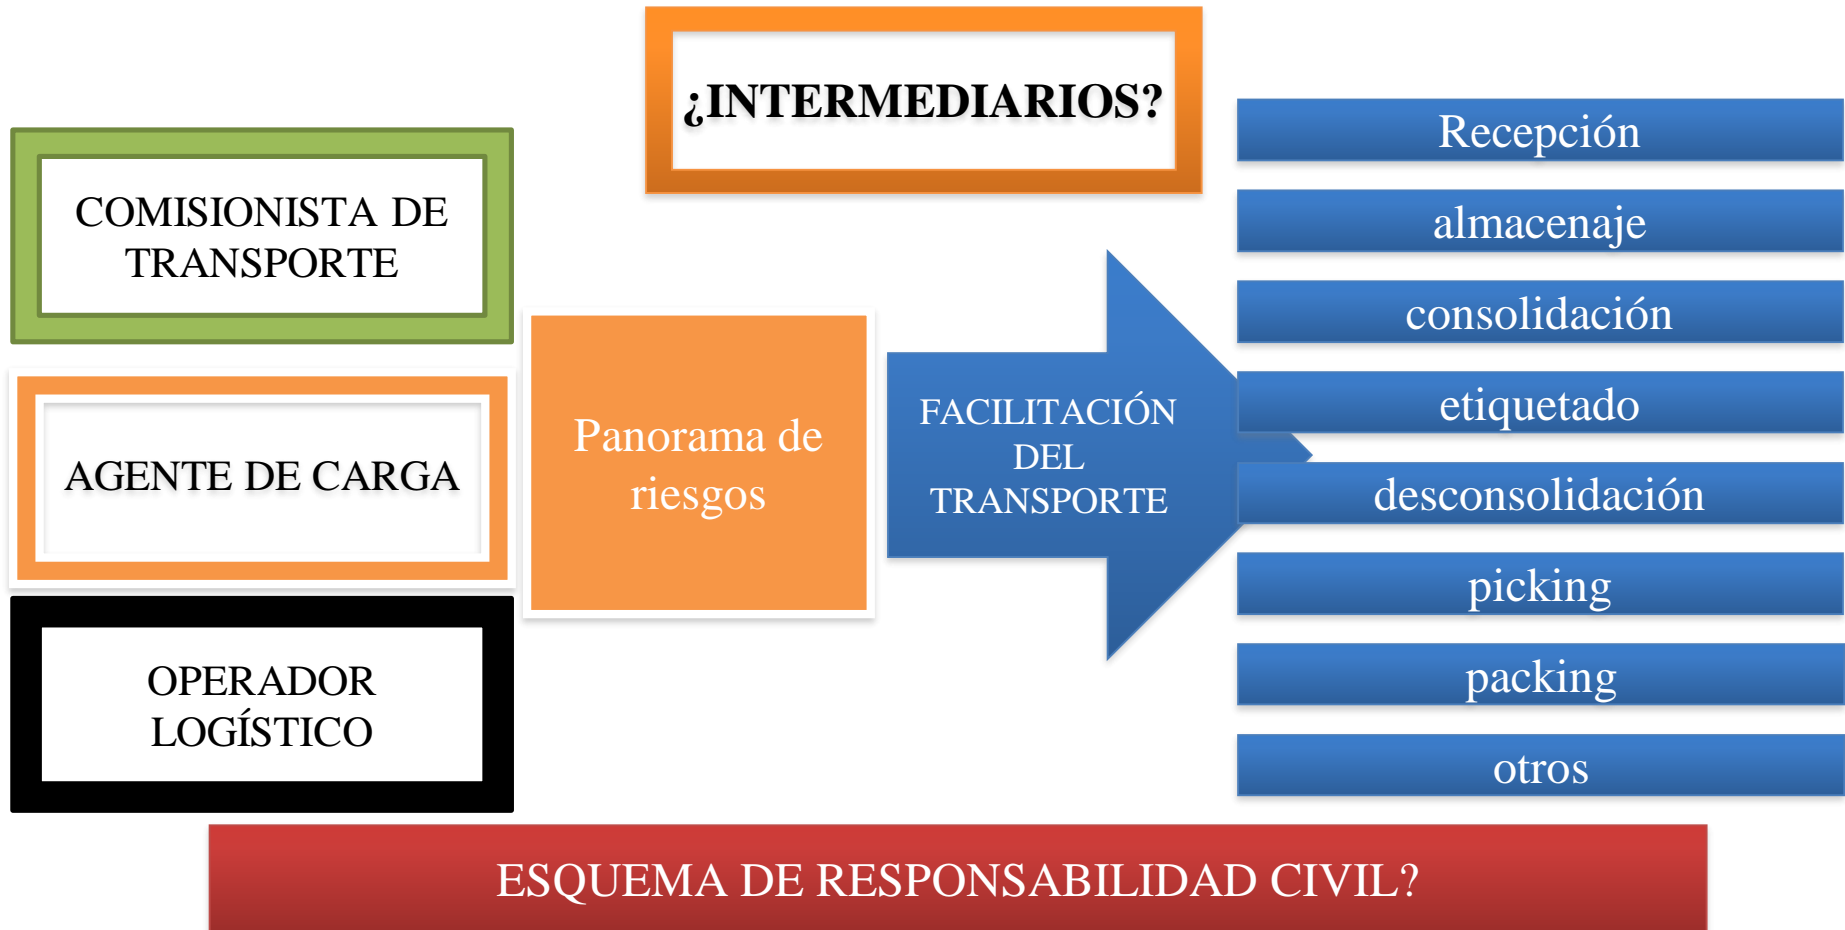 ¿INTERMEDIARIOS?
COMISIONISTA DE
TRANSPORTE
AGENTE DE CARGA
OPERADOR
LOGÍSTICO
Panorama de
riesgos
FACILITACIÓN
DEL
TRANSPORTE
Recepción
almacenaje
consolidación
etiquetado
desconsolidación
picking
packing
otros
ESQUEMA DE RESPONSABILIDAD CIVIL?